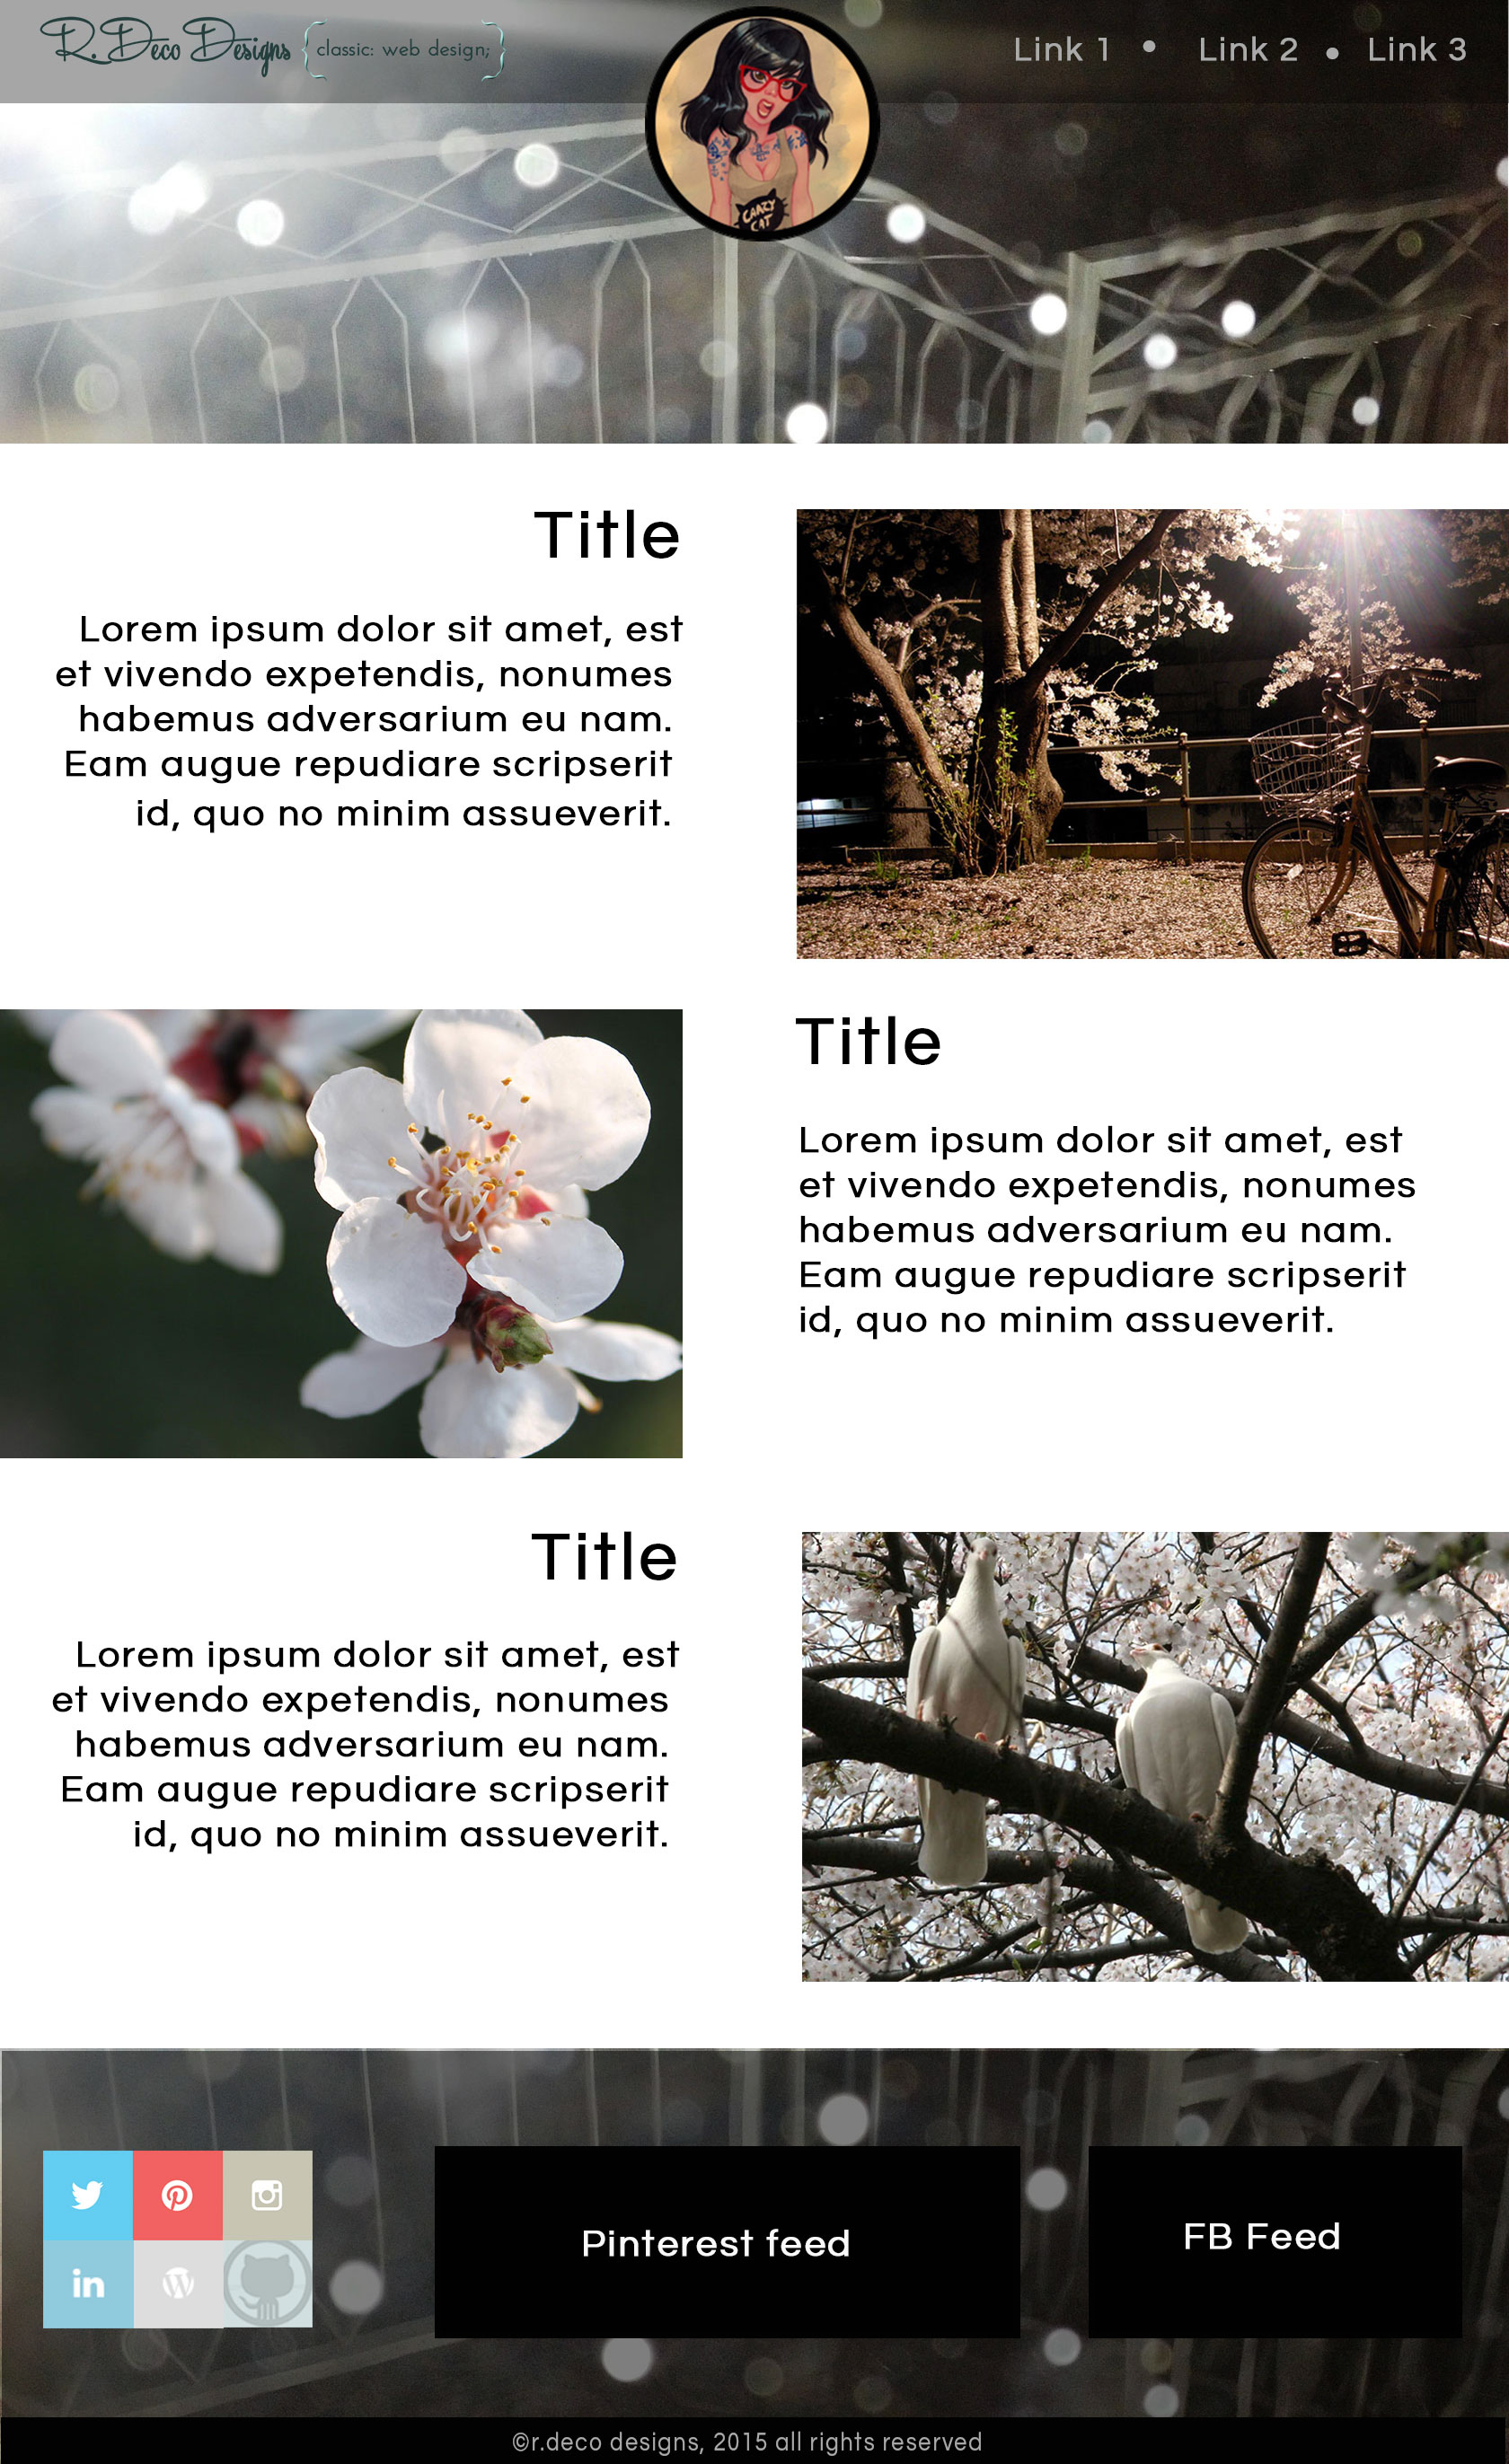 R.Deco Designs {classic: web design;}
CRAZY
CAT
Link 1 • Link 2 • Link 3
Title
Lorem ipsum dolor sit amet, est
et vivendo expetendis, nonumes
habemus adversarium eu nam.
Eam augue repudiare scripserit
id, quo no minim assueverit.
Title
Lorem ipsum dolor sit amet, est
et vivendo expetendis, nonumes
habemus adversarium eu nam.
Eam augue repudiare scripserit
id, quo no minim assueverit.
Title
Lorem ipsum dolor sit amet, est
et vivendo expetendis, nonumes
habemus adversarium eu nam.
Eam augue repudiare scripserit
id, quo no minim assueverit.
in
Pinterest feed
FB Feed
©r.deco designs, 2015 all rights reserved